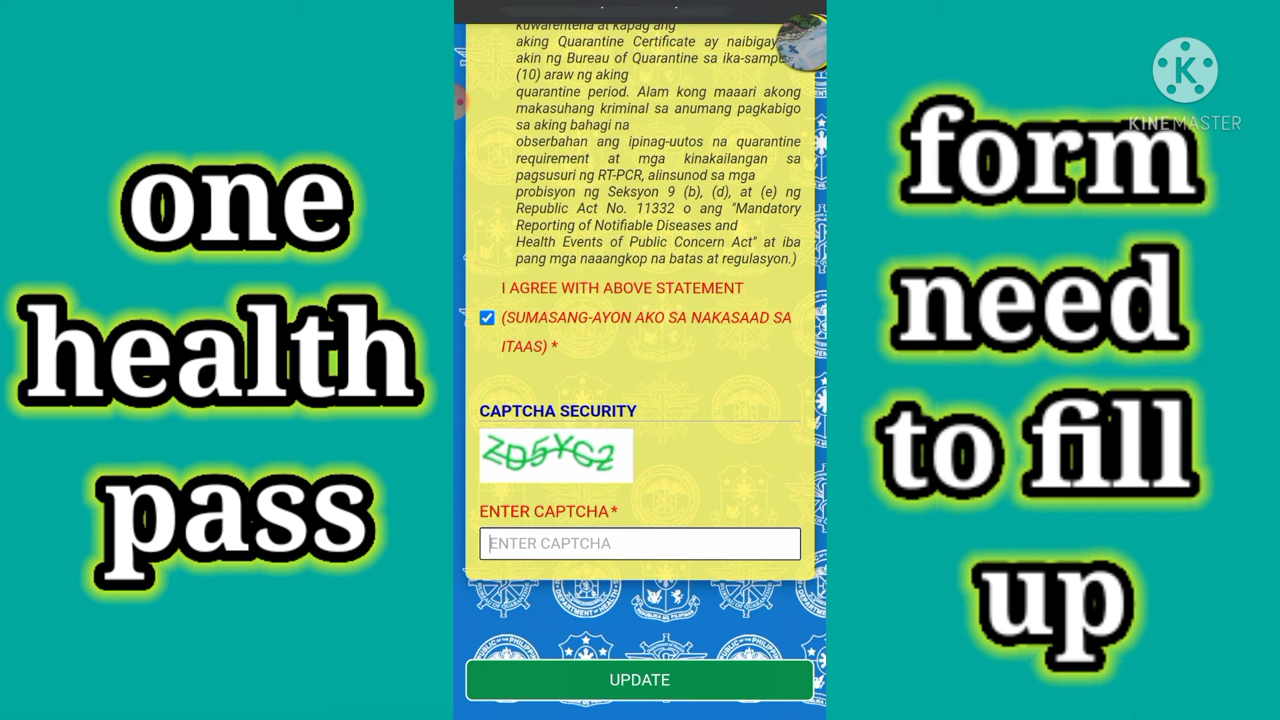 one
health
pass
kuwarentena at kapag ang
aking Quarantine Certificate ay naibigay
akin ng Bureau of Quarantine sa
(10) araw ng aking
quarantine period. Alam kong maaari akong
makasuhang kriminal sa anumang pagkabigo
sa aking bahagi na
obserbahan ang ipinag-uutos na quarantine
requirement at mga kinakailangan sa
pagsusuri ng RT-PCR, alinsunod sa mga
probisyon ng Seksyon 9 (b), (d), at (e) ng
Republic Act No. 11332 o ang "Mandatory
Reporting of Notifiable Diseases and
Health Events of Public Concern Act" at iba
pang mga naaangkop na batas at regulasyon.)
I AGREE WITH ABOVE STATEMENT
(SUMASANG-AYON AKO SA NAKASAAD SA
ITAAS) *
CAPTCHA SECURITY
ENTER CAPTCHA*
ENTER CAPTCHA
UPDATE
K
KINEMASTER
form
need
to fill
up